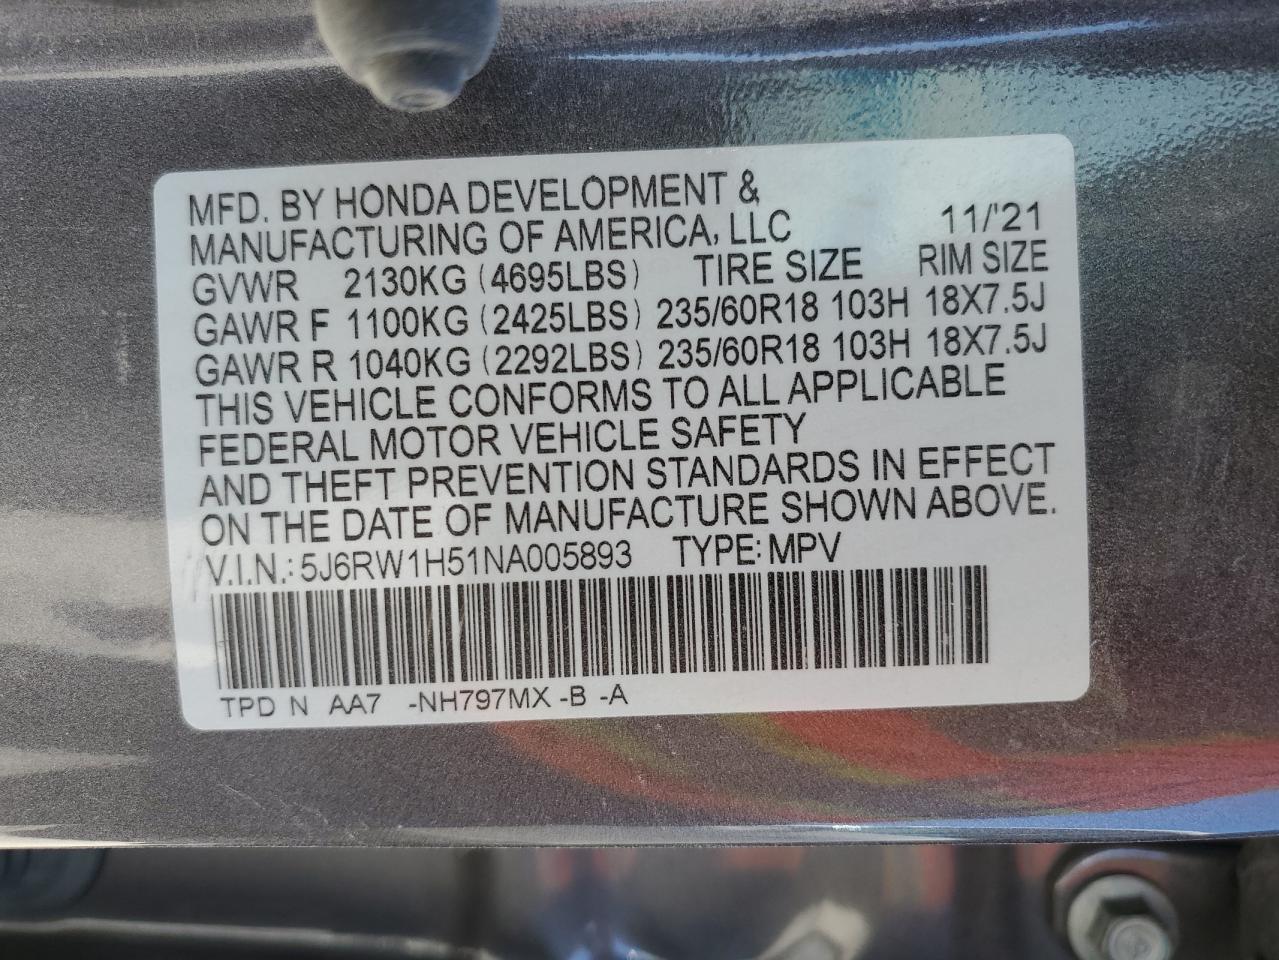 MFD. BY HONDA DEVELOPMENT &
MANUFACTURING OF AMERICA, LLC 11/'21
GVWR 2130KG (4695LBS) TIRE SIZE RIM SIZE
GAWR F 1100KG (2425LBS) 235/60R18 103H 18X7.5J
GAWR R 1040KG (2292LBS) 235/60R18 103H 18X7.5J
THIS VEHICLE CONFORMS TO ALL APPLICABLE
FEDERAL MOTOR VEHICLE SAFETY
AND THEFT PREVENTION STANDARDS IN EFFECT
ON THE DATE OF MANUFACTURE SHOWN ABOVE.
V.I.N.: 5J6RW1H51NA005893 TYPE: MPV
TPD N AA7 -NH797MX -B -A